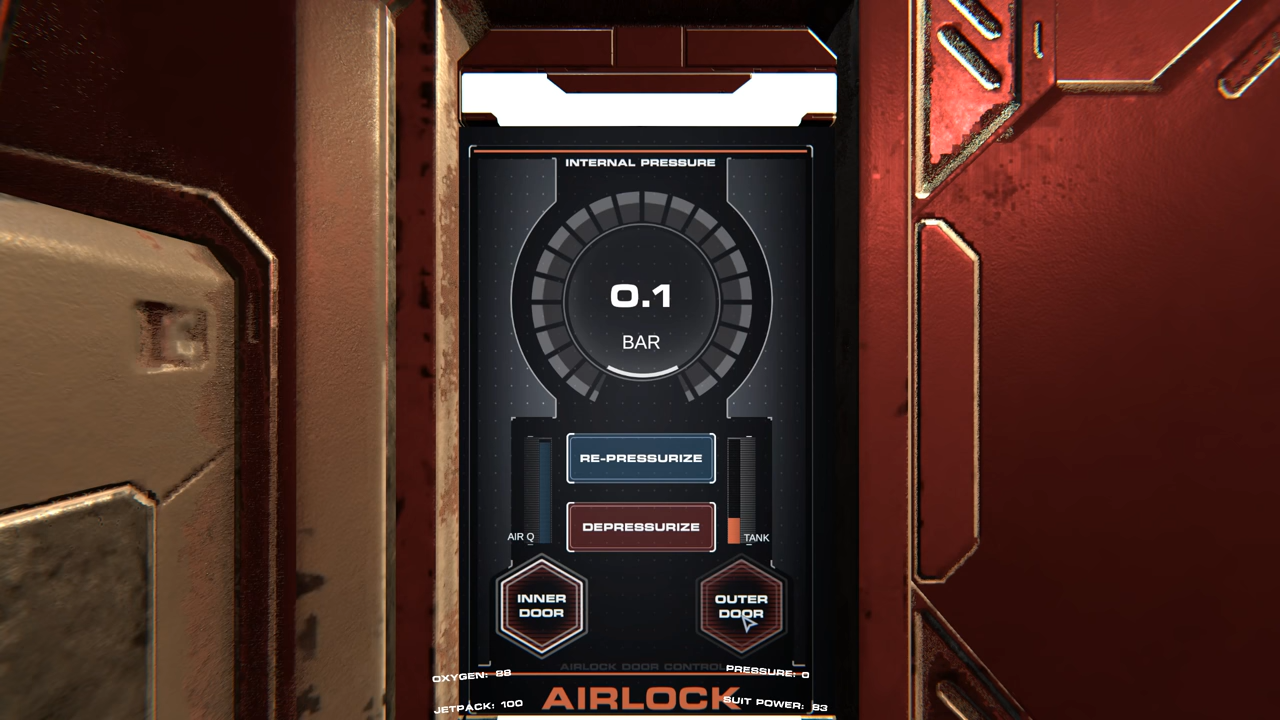 INTERNAL PRESSURE
0.1
BAR
RE-PRESSURIZE
DEPRESSURIZE
AIR Q
TANK
INNER
DOOR
OUTER
DOOR
AIRLOCK DOOR CONTROL
OXYGEN: 98
PRESSURE: 0
AIRLOCK
JETPACK: 100
SUIT POWER: 93